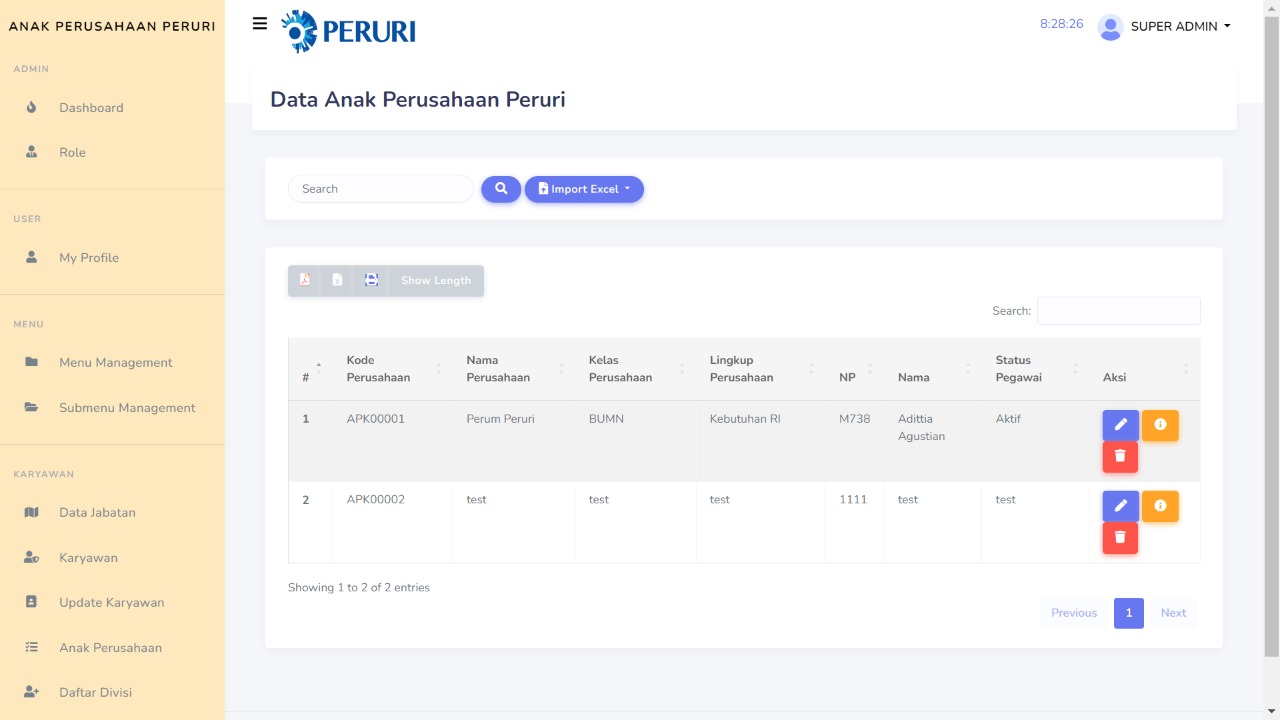 ANAK PERUSAHAAN PERURI
ADMIN
Dashboard
Role
USER
My Profile
MENU
Menu Management
Submenu Management
KARYAWAN
Data Jabatan
Karyawan
Update Karyawan
Anak Perusahaan
Daftar Divisi
PERURI
8:28:26
SUPER ADMIN
Data Anak Perusahaan Peruri
Search
Import Excel
Show Length
Search:
# Kode Perusahaan Nama Perusahaan Kelas Perusahaan Lingkup Perusahaan NP Nama Status Pegawai Aksi
1 APK00001 Perum Peruri BUMN Kebutuhan RI M738 Adittia Agustian Aktif
2 APK00002 test test test 1111 test test
Showing 1 to 2 of 2 entries
Previous 1 Next